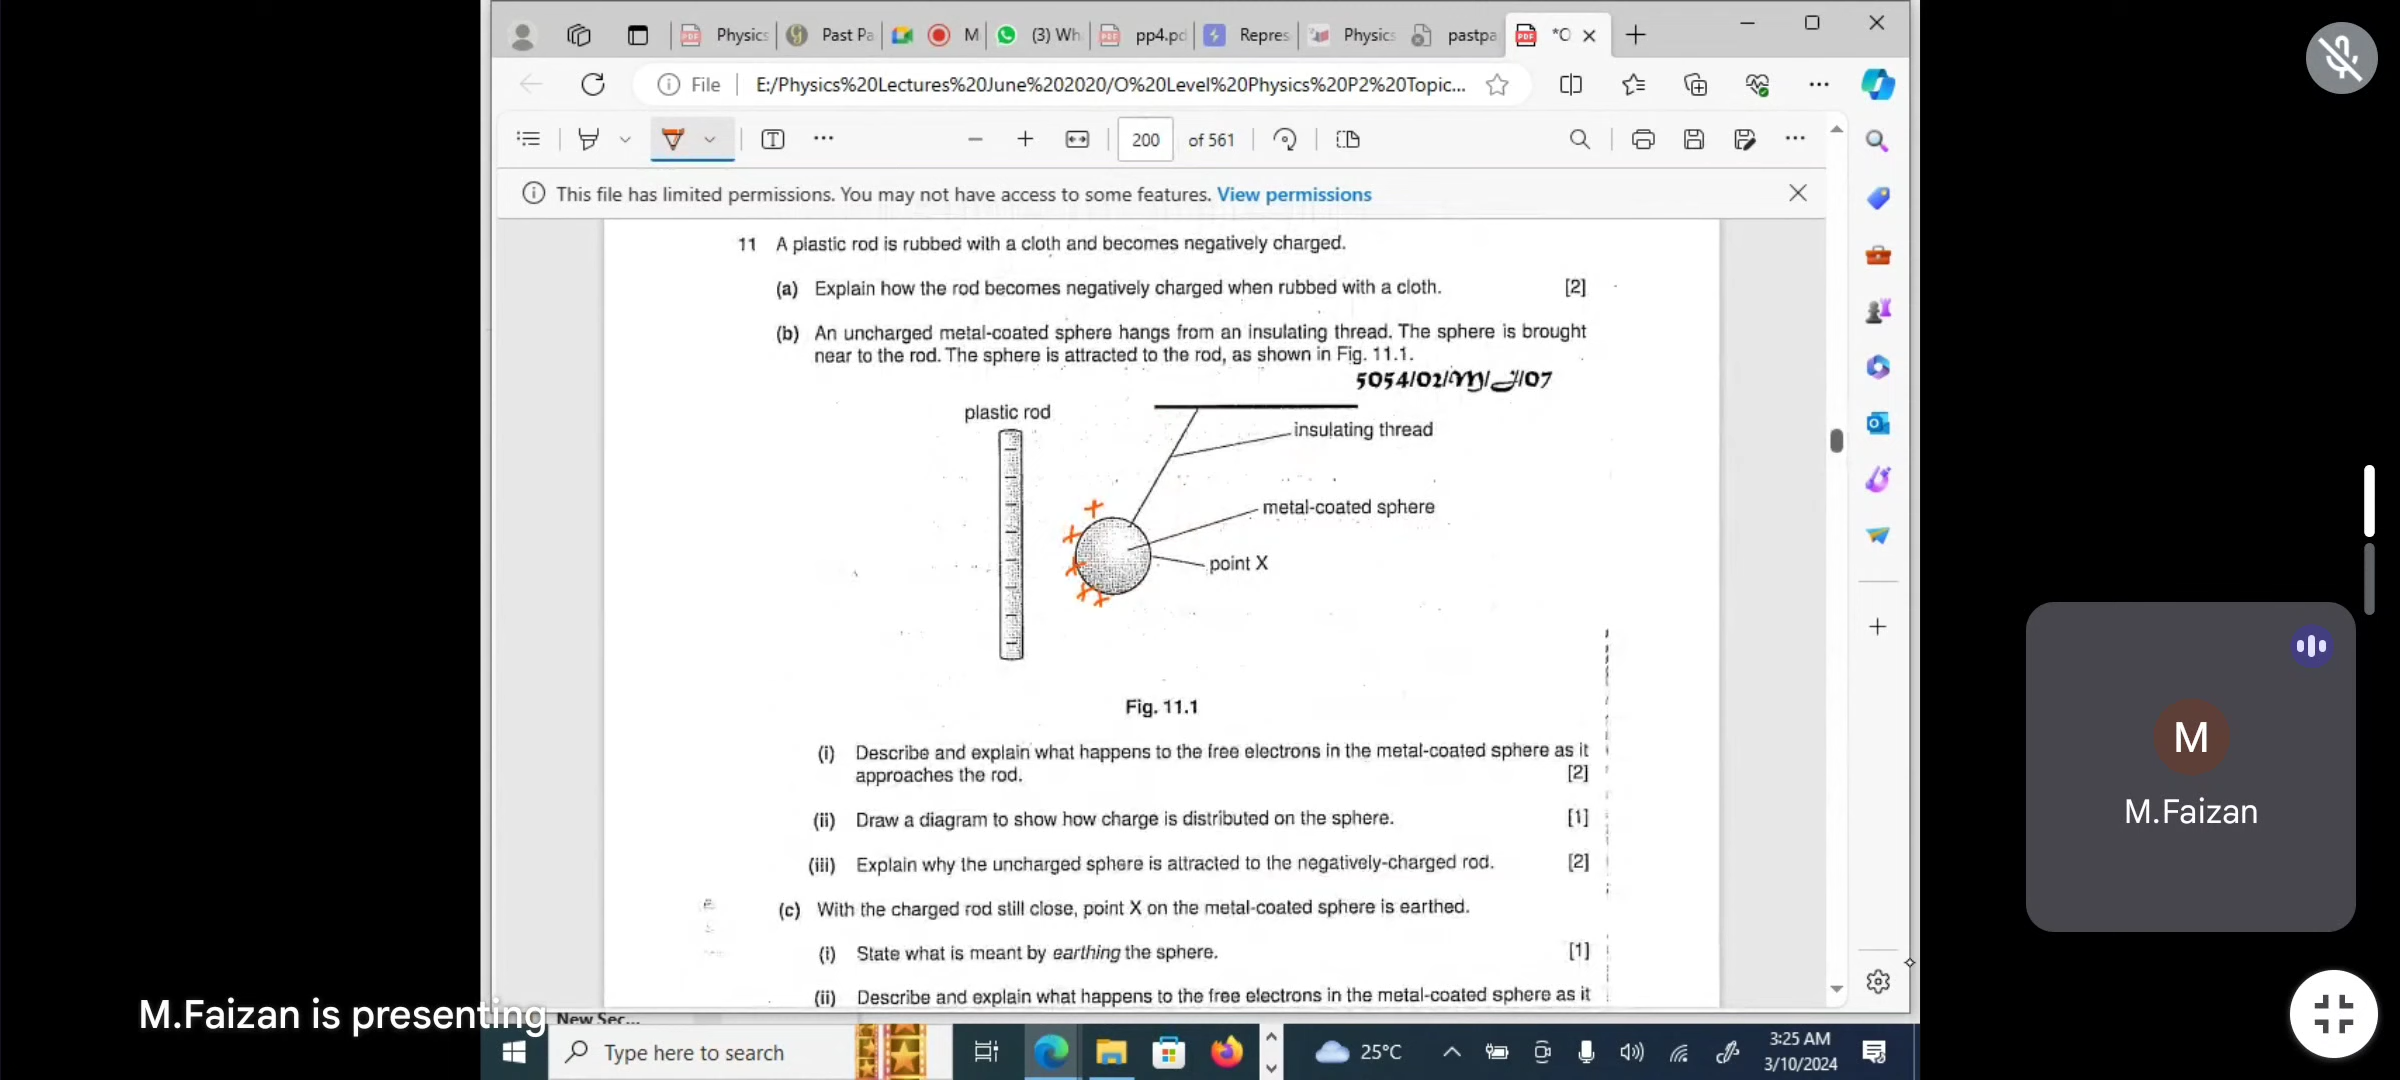 Physics
Past Pa
M
(3) Wh
pp4.pd
Repres
Physics
pastpa
*O
File
E:/Physics%20Lectures%20June%202020/O%20Level%20Physics%20P2%20Topic...
200 of 561
This file has limited permissions. You may not have access to some features. View permissions
11 A plastic rod is rubbed with a cloth and becomes negatively charged.
(a) Explain how the rod becomes negatively charged when rubbed with a cloth. [2]
(b) An uncharged metal-coated sphere hangs from an insulating thread. The sphere is brought
near to the rod. The sphere is attracted to the rod, as shown in Fig. 11.1.
5054/02/M/J/07
plastic rod
insulating thread
metal-coated sphere
point X
Fig. 11.1
(i) Describe and explain what happens to the free electrons in the metal-coated sphere as it
approaches the rod. [2]
(ii) Draw a diagram to show how charge is distributed on the sphere. [1]
(iii) Explain why the uncharged sphere is attracted to the negatively-charged rod. [2]
(c) With the charged rod still close, point X on the metal-coated sphere is earthed.
(i) State what is meant by earthing the sphere. [1]
(ii) Describe and explain what happens to the free electrons in the metal-coated sphere as it
M
M.Faizan
M.Faizan is presenting
New Sec...
Type here to search
25°C
3:25 AM
3/10/2024